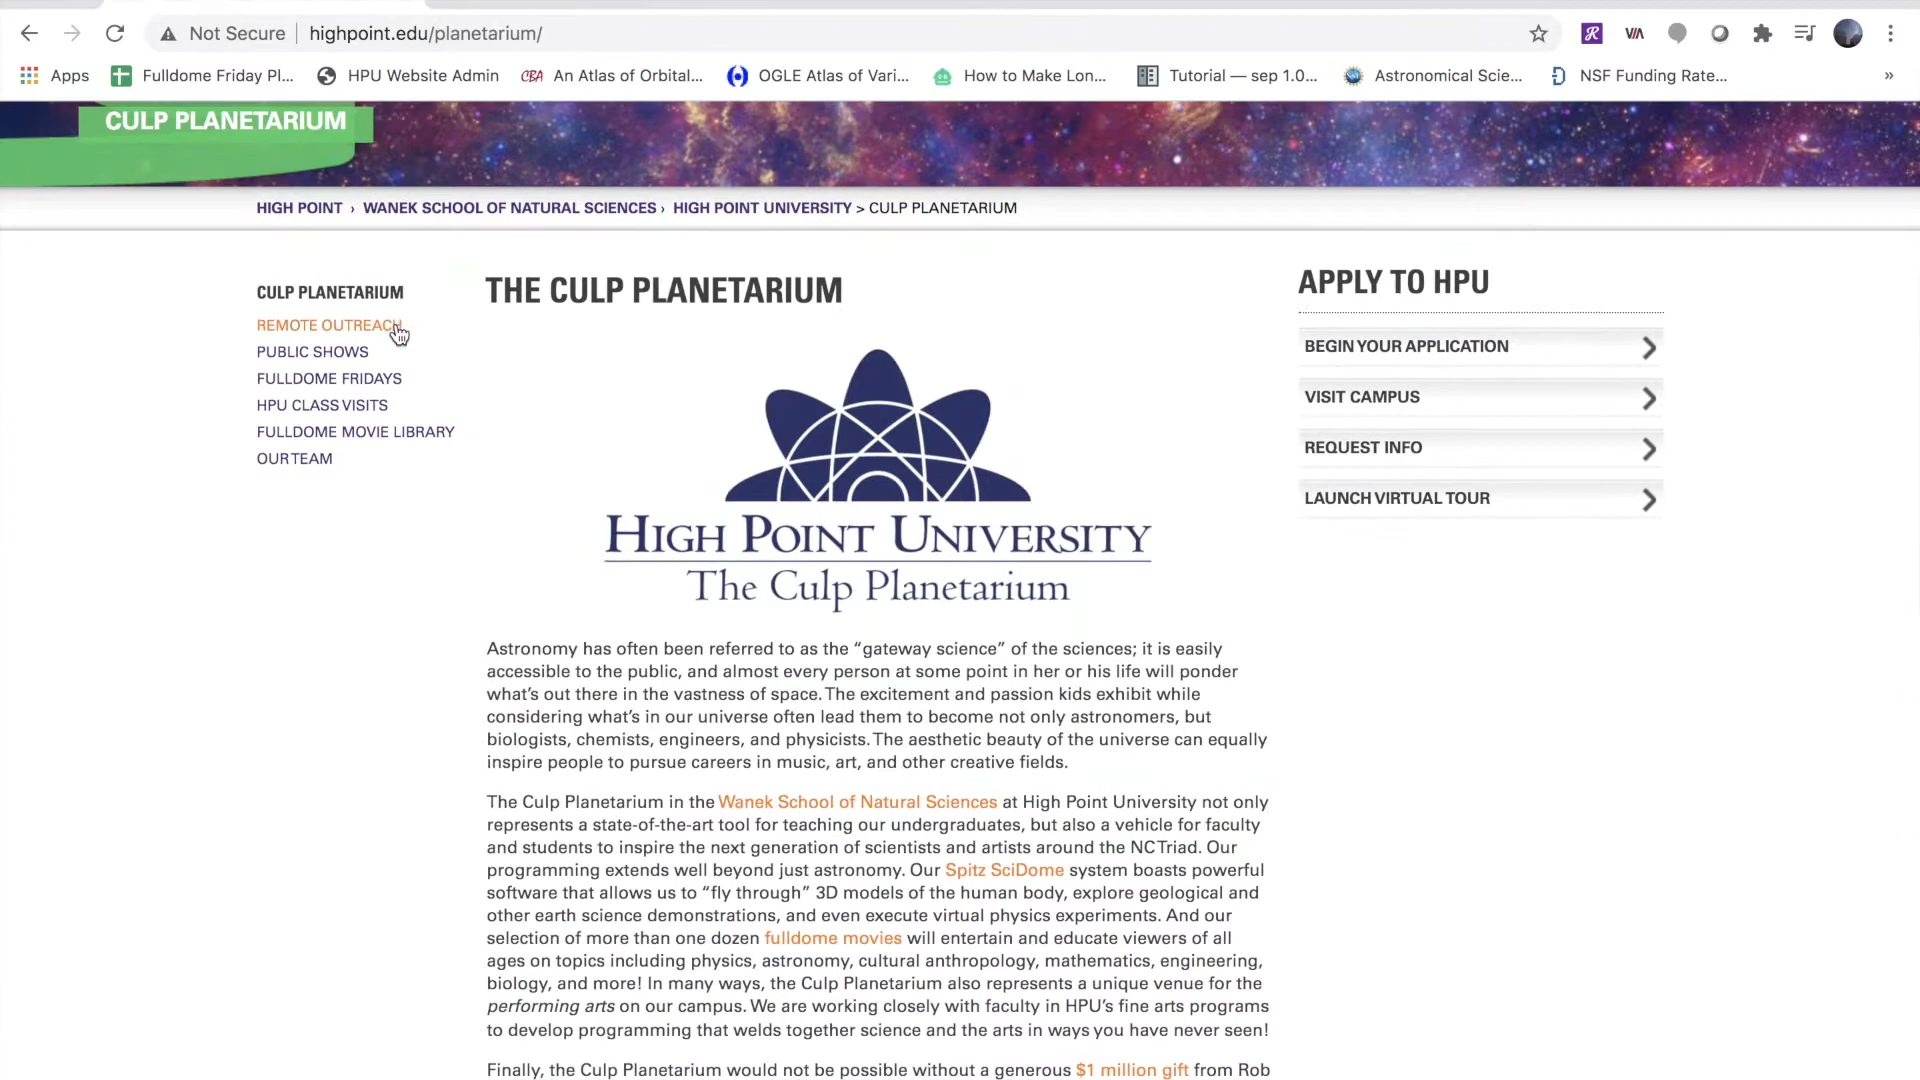 Not Secure | highpoint.edu/planetarium/
Apps Fulldome Friday Pl... HPU Website Admin CBA An Atlas of Orbital... OGLE Atlas of Vari... How to Make Lon... Tutorial — sep 1.0... Astronomical Scie... NSF Funding Rate... »
CULP PLANETARIUM
HIGH POINT › WANEK SCHOOL OF NATURAL SCIENCES › HIGH POINT UNIVERSITY > CULP PLANETARIUM
CULP PLANETARIUM
REMOTE OUTREACH
PUBLIC SHOWS
FULLDOME FRIDAYS
HPU CLASS VISITS
FULLDOME MOVIE LIBRARY
OUR TEAM
THE CULP PLANETARIUM
HIGH POINT UNIVERSITY
The Culp Planetarium
Astronomy has often been referred to as the “gateway science” of the sciences; it is easily
accessible to the public, and almost every person at some point in her or his life will ponder
what’s out there in the vastness of space. The excitement and passion kids exhibit while
considering what’s in our universe often lead them to become not only astronomers, but
biologists, chemists, engineers, and physicists. The aesthetic beauty of the universe can equally
inspire people to pursue careers in music, art, and other creative fields.
The Culp Planetarium in the Wanek School of Natural Sciences at High Point University not only
represents a state-of-the-art tool for teaching our undergraduates, but also a vehicle for faculty
and students to inspire the next generation of scientists and artists around the NC Triad. Our
programming extends well beyond just astronomy. Our Spitz SciDome system boasts powerful
software that allows us to “fly through” 3D models of the human body, explore geological and
other earth science demonstrations, and even execute virtual physics experiments. And our
selection of more than one dozen fulldome movies will entertain and educate viewers of all
ages on topics including physics, astronomy, cultural anthropology, mathematics, engineering,
biology, and more! In many ways, the Culp Planetarium also represents a unique venue for the
performing arts on our campus. We are working closely with faculty in HPU’s fine arts programs
to develop programming that welds together science and the arts in ways you have never seen!
Finally, the Culp Planetarium would not be possible without a generous $1 million gift from Rob
APPLY TO HPU
BEGIN YOUR APPLICATION
VISIT CAMPUS
REQUEST INFO
LAUNCH VIRTUAL TOUR